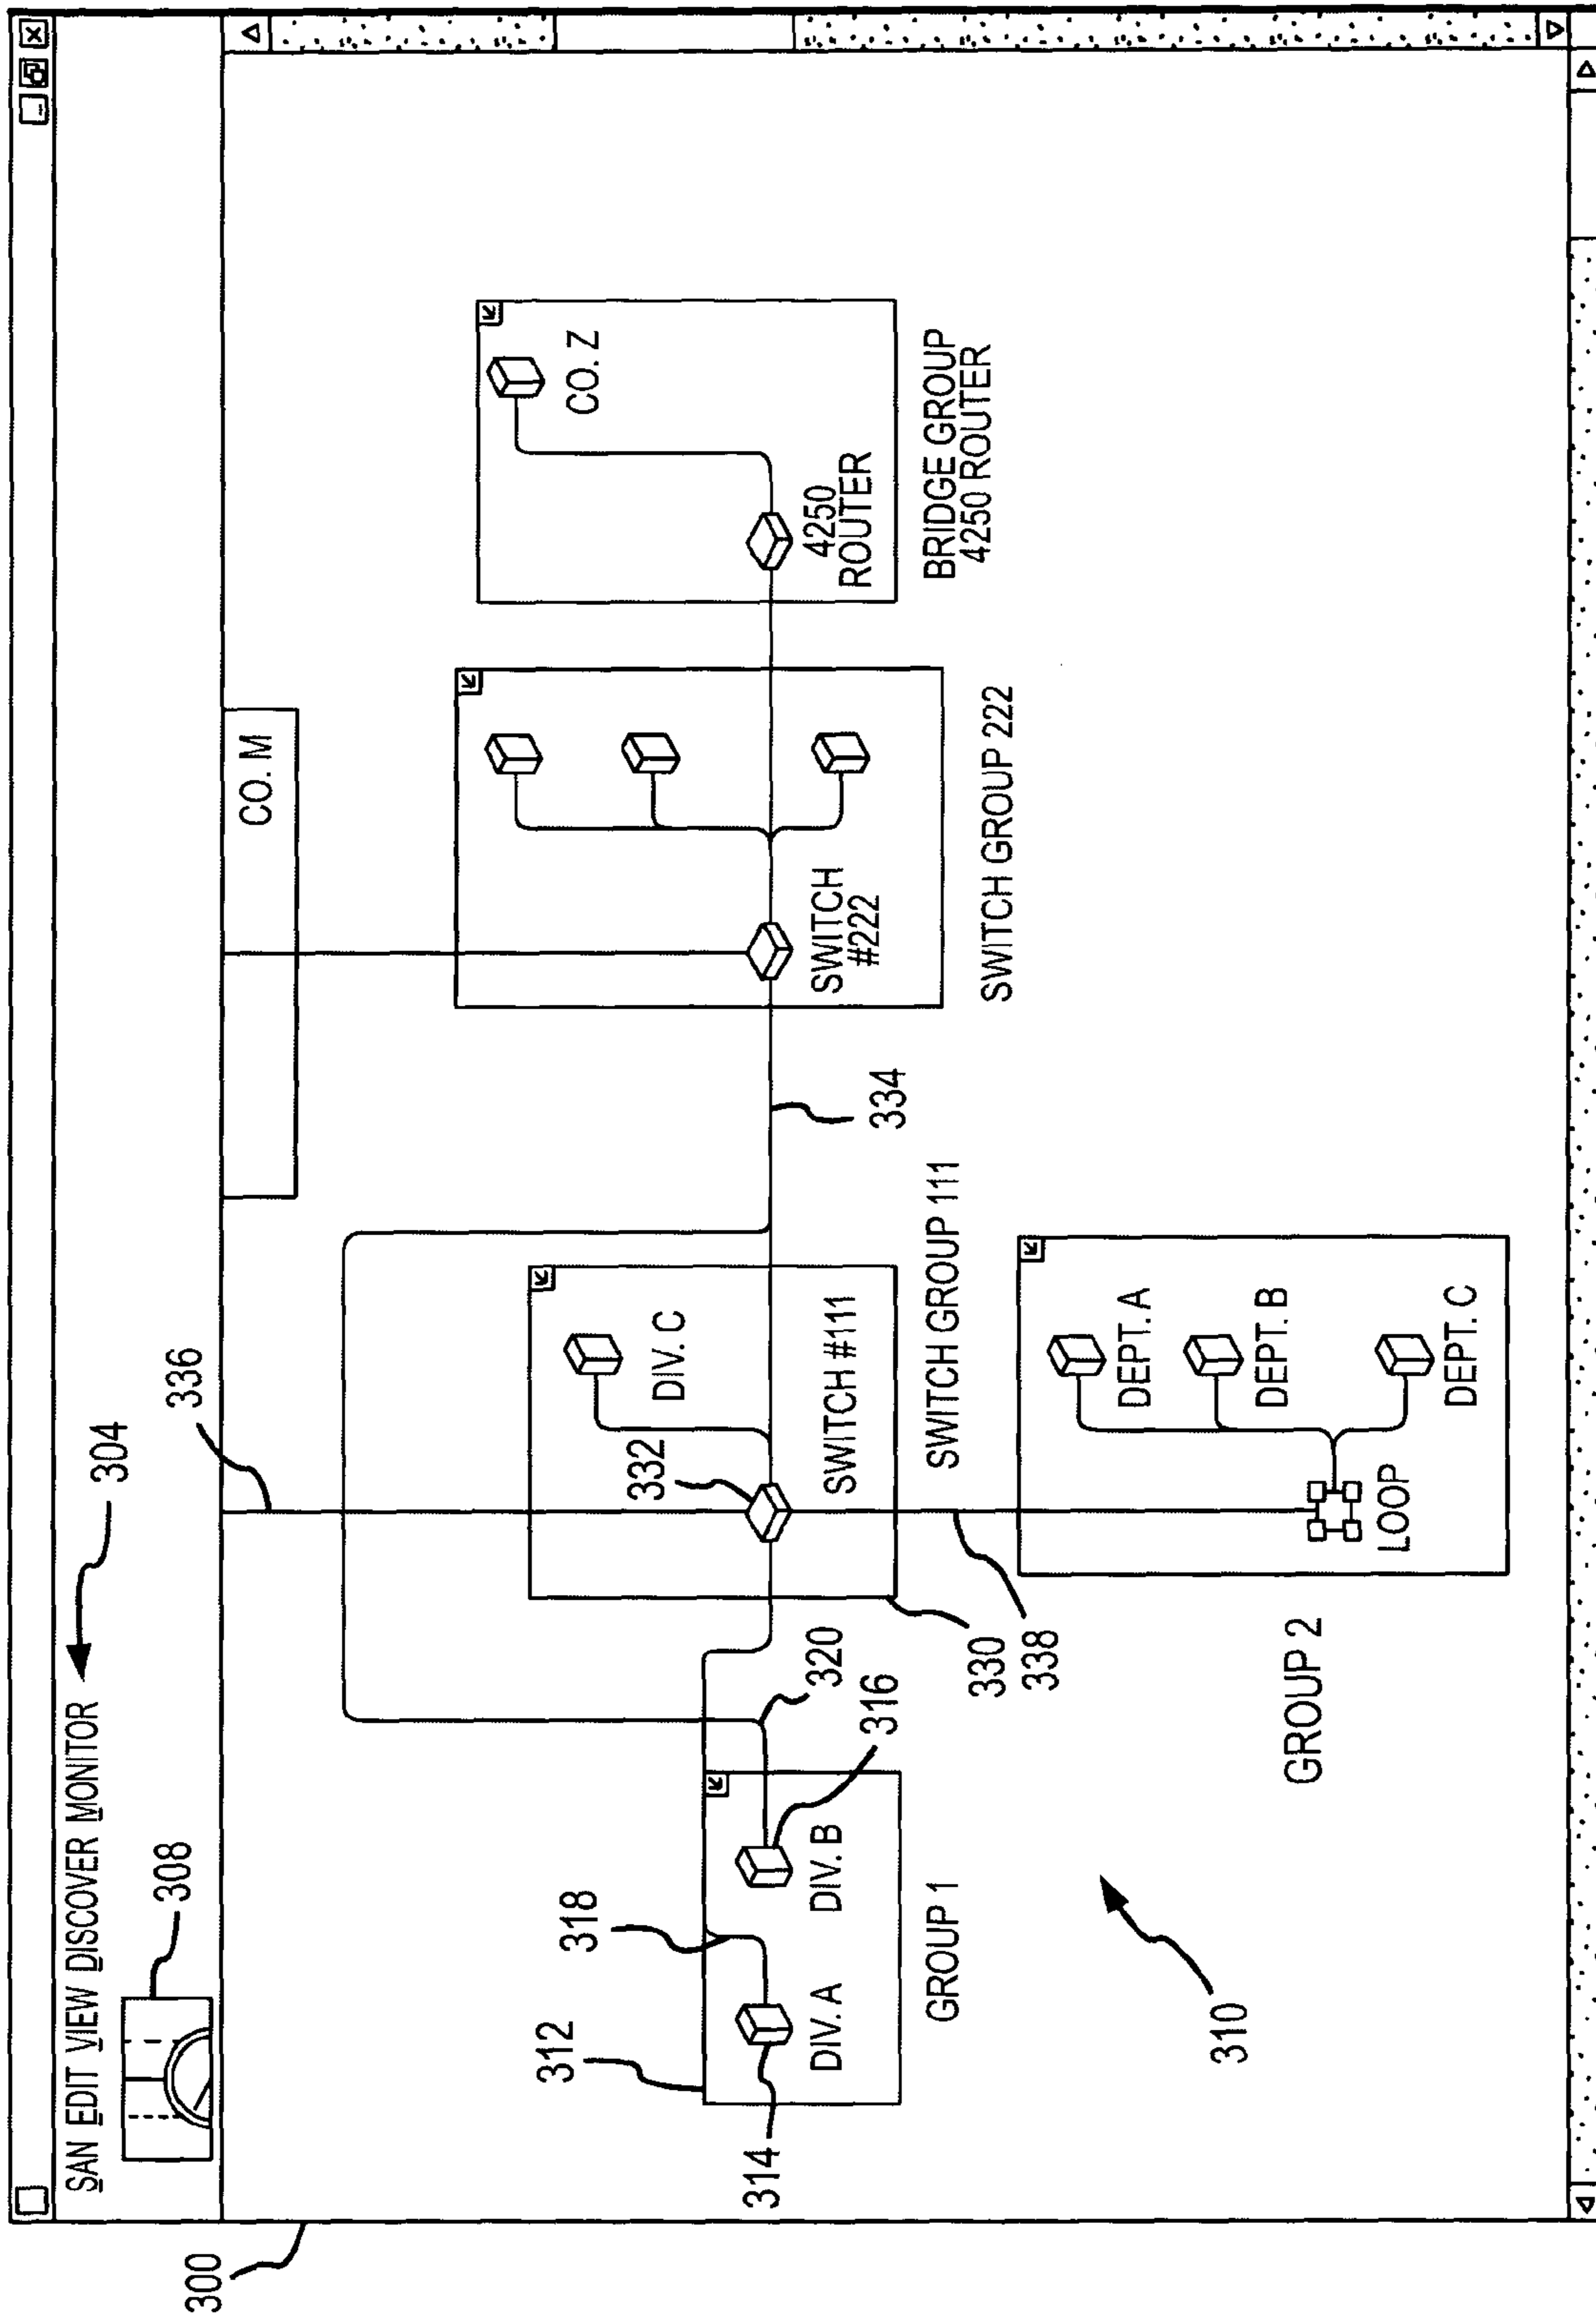 SAN EDIT VIEW DISCOVER MONITOR
304
308
300
336
CO. M
312
318
314
DIV. A
DIV. B
316
320
GROUP 1
310
332
DIV. C
SWITCH #111
330
338
SWITCH GROUP 111
334
GROUP 2
LOOP
DEPT. A
DEPT. B
DEPT. C
SWITCH
#222
SWITCH GROUP 222
CO. Z
4250
ROUTER
BRIDGE GROUP
4250 ROUTER